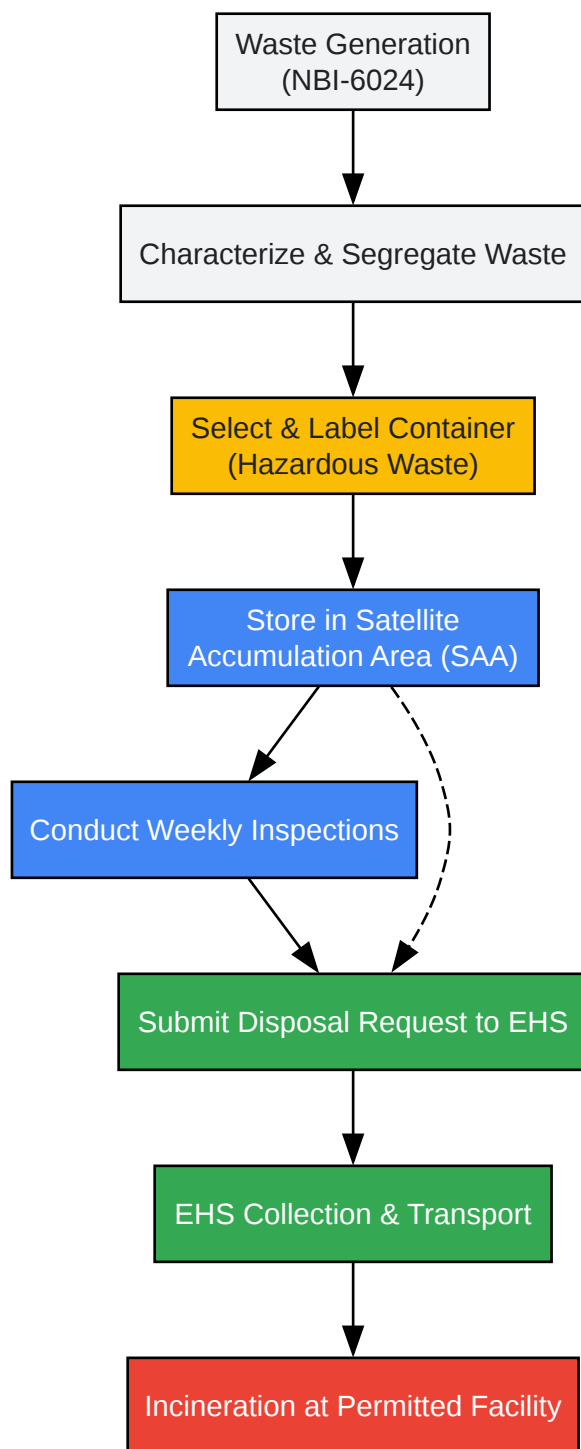 Waste Generation
(NBI-6024)
Characterize & Segregate Waste
Select & Label Container
(Hazardous Waste)
Store in Satellite
Accumulation Area (SAA)
Conduct Weekly Inspections
Submit Disposal Request to EHS
EHS Collection & Transport
Incineration at Permitted Facility